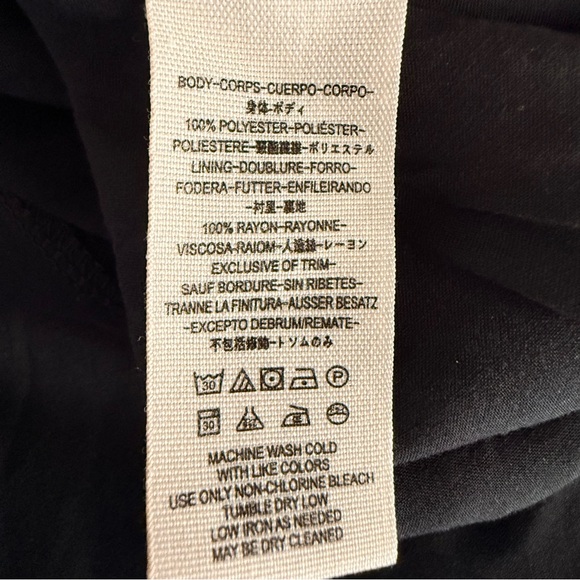 BODY-CORPS-CUERPO-CORPO-
身体-ボディ
100% POLYESTER-POLIÉSTER-
POLIESTERE-聚酯纖維-ポリエステル
LINING-DOUBLURE-FORRO-
FODERA-FUTTER-ENFILEIRANDO
-衬里-裏地
100% RAYON-RAYONNE-
VISCOSA-RAIOM-人造絲-レーヨン
EXCLUSIVE OF TRIM-
SAUF BORDURE-SIN RIBETES-
TRANNE LA FINITURA-AUSSER BESATZ
-EXCEPTO DEBRUM/REMATE-
不包括修飾-トリムのみ
30 P
30
MACHINE WASH COLD
WITH LIKE COLORS
USE ONLY NON-CHLORINE BLEACH
TUMBLE DRY LOW
LOW IRON AS NEEDED
MAY BE DRY CLEANED